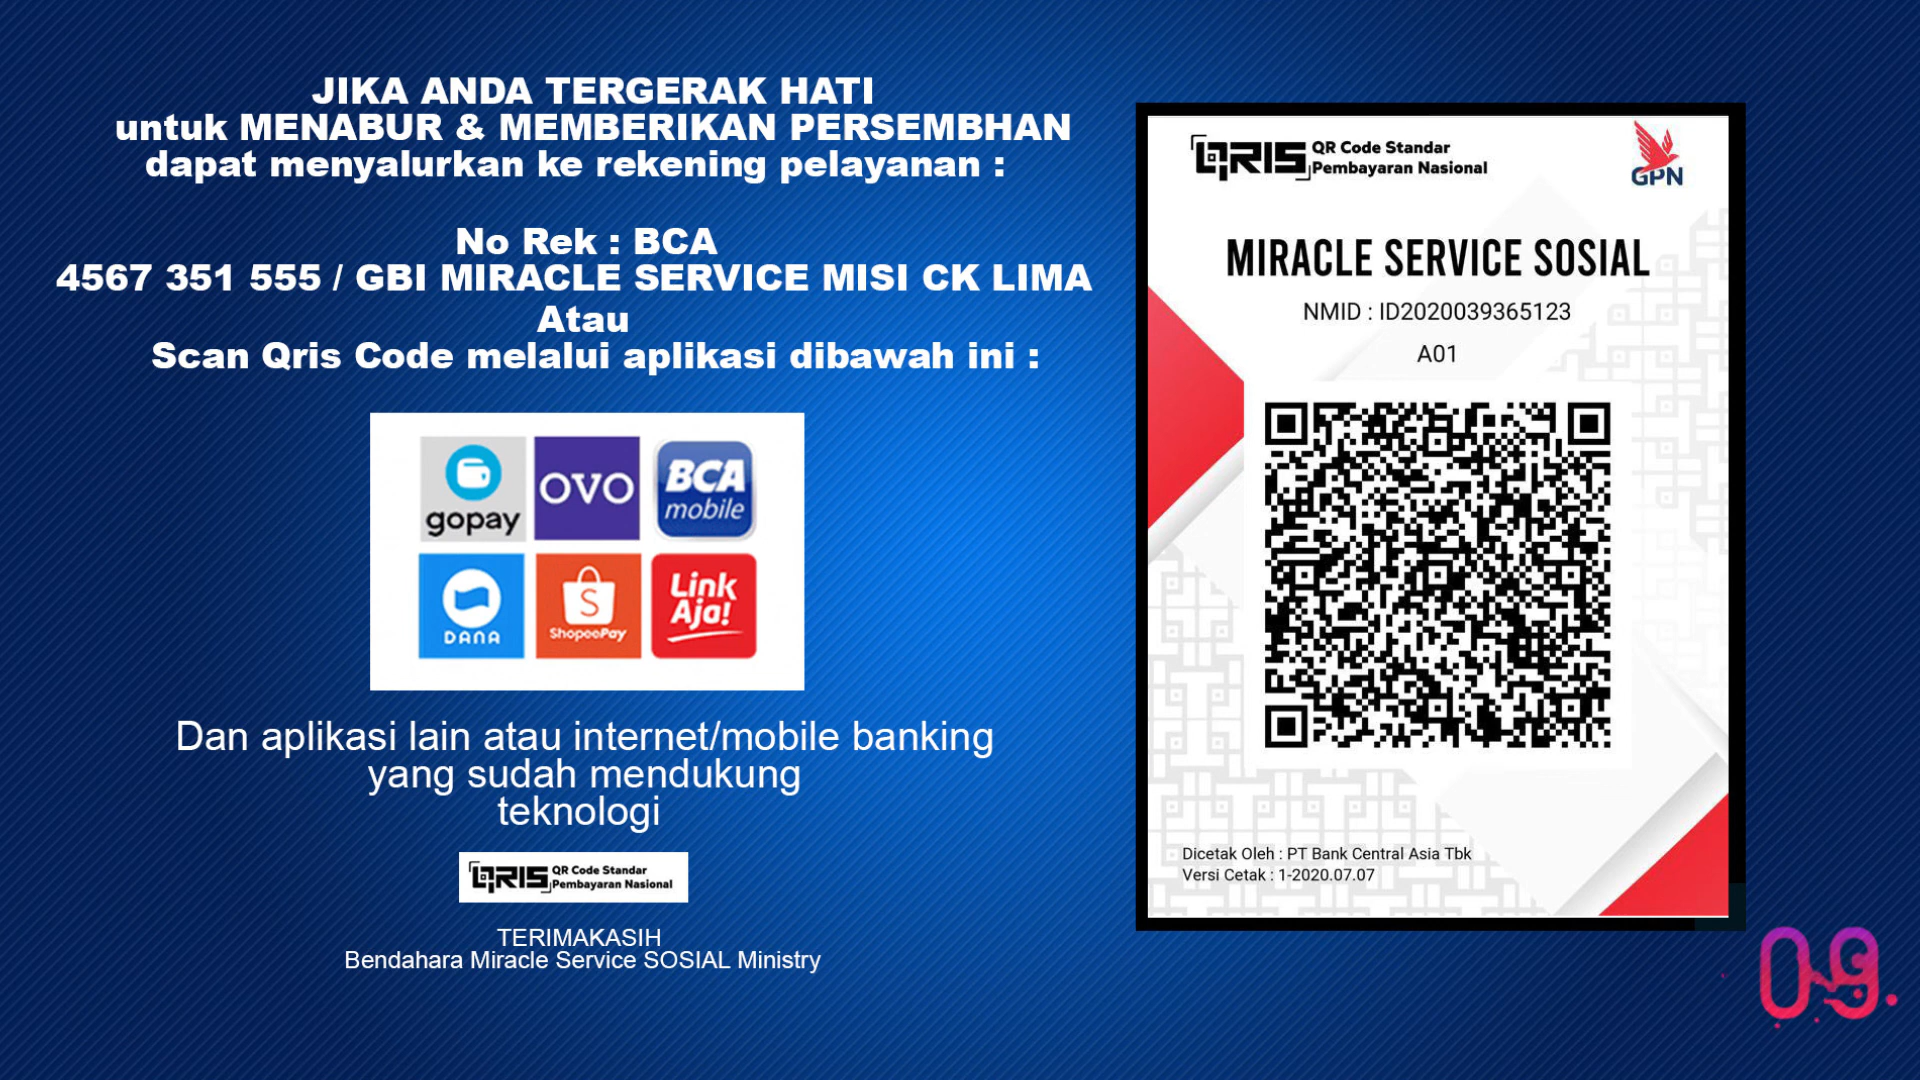 JIKA ANDA TERGERAK HATI
untuk MENABUR & MEMBERIKAN PERSEMBHAN
dapat menyalurkan ke rekening pelayanan :
No Rek : BCA
4567 351 555 / GBI MIRACLE SERVICE MISI CK LIMA
Atau
Scan Qris Code melalui aplikasi dibawah ini :
gopay
OVO
BCA
mobile
DANA
S
ShopeePay
Link
Aja!
Dan aplikasi lain atau internet/mobile banking
yang sudah mendukung
teknologi
QRIS QR Code Standar
Pembayaran Nasional
TERIMAKASIH
Bendahara Miracle Service SOSIAL Ministry
QRIS QR Code Standar
Pembayaran Nasional
GPN
MIRACLE SERVICE SOSIAL
NMID : ID2020039365123
A01
Dicetak Oleh : PT Bank Central Asia Tbk
Versi Cetak : 1-2020.07.07
09